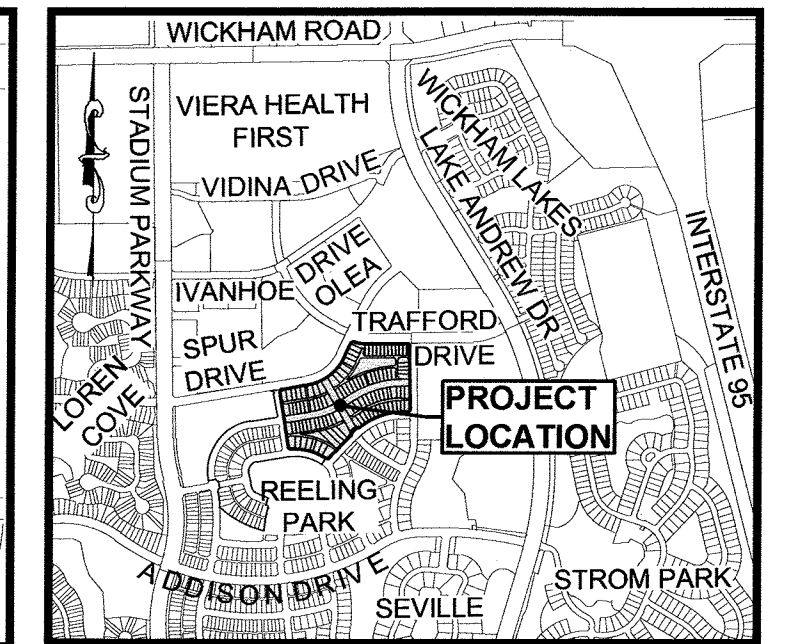 WICKHAM ROAD
STADIUM PARKWAY
VIERA HEALTH
FIRST
VIDINA DRIVE
WICKHAM LAKES
LAKE ANDREW DR
INTERSTATE 95
IVANHOE
DRIVE
OLEA
SPUR
DRIVE
TRAFFORD
DRIVE
LOREN
COVE
PROJECT
LOCATION
REELING
PARK
ADDISON DRIVE
SEVILLE
STROM PARK